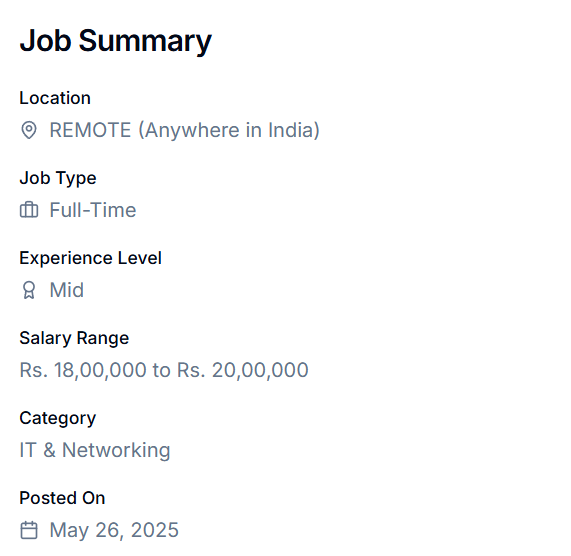 Job Summary
Location
REMOTE (Anywhere in India)
Job Type
Full-Time
Experience Level
Mid
Salary Range
Rs. 18,00,000 to Rs. 20,00,000
Category
IT & Networking
Posted On
May 26, 2025